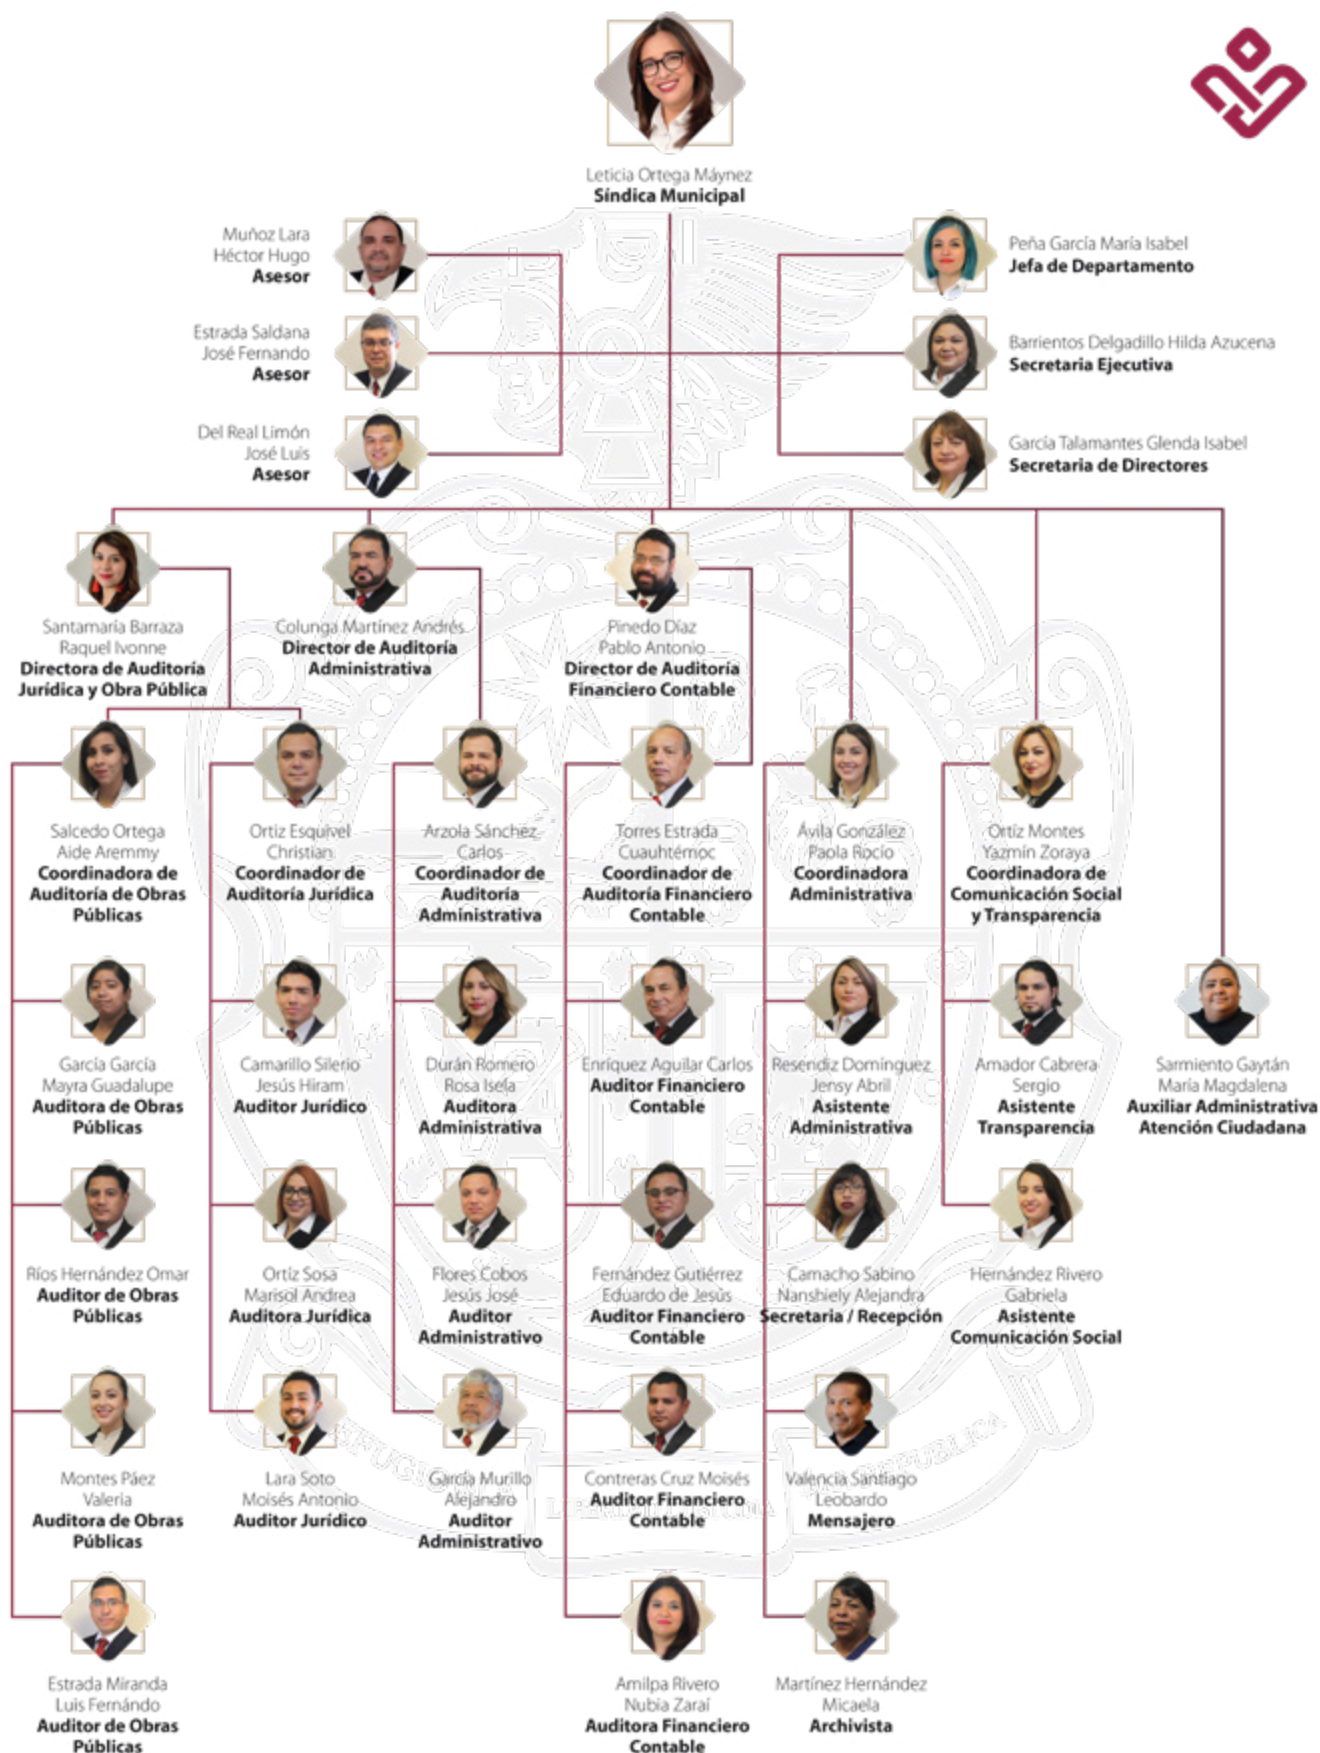 Leticia Ortega Máynez
Síndica Municipal
Muñoz Lara
Héctor Hugo
Asesor
Peña García María Isabel
Jefa de Departamento
Estrada Saldana
José Fernando
Asesor
Barrientos Delgadillo Hilda Azucena
Secretaria Ejecutiva
Del Real Limón
José Luis
Asesor
García Talamantes Glenda Isabel
Secretaria de Directores
Santamaría Barraza
Raquel Ivonne
Directora de Auditoría
Jurídica y Obra Pública
Colunga Martínez Andrés
Director de Auditoría
Administrativa
Pinedo Díaz
Pablo Antonio
Director de Auditoría
Financiero Contable
Salcedo Ortega
Aide Aremmy
Coordinadora de
Auditoría de Obras
Públicas
Ortiz Esquivel
Christian
Coordinador de
Auditoría Jurídica
Arzola Sánchez
Carlos
Coordinador de
Auditoría
Administrativa
Torres Estrada
Cuauhtémoc
Coordinador de
Auditoría Financiero
Contable
Ávila González
Paola Rocio
Coordinadora
Administrativa
Ortíz Montes
Yazmín Zoraya
Coordinadora de
Comunicación Social
y Transparencia
García García
Mayra Guadalupe
Auditora de Obras
Públicas
Camarillo Silerio
Jesús Hiram
Auditor Jurídico
Durán Romero
Rosa Isela
Auditora
Administrativa
Enríquez Aguilar Carlos
Auditor Financiero
Contable
Resendiz Domínguez
Jensy Abril
Asistente
Administrativa
Amador Cabrera
Sergio
Asistente
Transparencia
Sarmiento Gaytán
María Magdalena
Auxiliar Administrativa
Atención Ciudadana
Ríos Hernández Omar
Auditor de Obras
Públicas
Ortíz Sosa
Marisol Andrea
Auditora Jurídica
Flores Cobos
Jesús José
Auditor
Administrativo
Fernández Gutiérrez
Eduardo de Jesús
Auditor Financiero
Contable
Camacho Sabino
Nanshiely Alejandra
Secretaria / Recepción
Hernández Rivero
Gabriela
Asistente
Comunicación Social
Montes Páez
Valeria
Auditora de Obras
Públicas
Lara Soto
Moisés Antonio
Auditor Jurídico
García Murillo
Alejandro
Auditor
Administrativo
Contreras Cruz Moisés
Auditor Financiero
Contable
Valencia Santiago
Leobardo
Mensajero
Estrada Miranda
Luis Fernándo
Auditor de Obras
Públicas
Amilpa Rivero
Nubia Zaraí
Auditora Financiero
Contable
Martínez Hernández
Micaela
Archivista